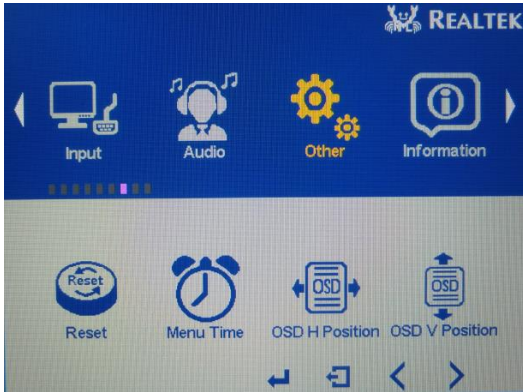 REALTEK
Input
Audio
Other
Information
Reset
OSD
OSD
Reset
Menu Time
OSD H Position
OSD V Position